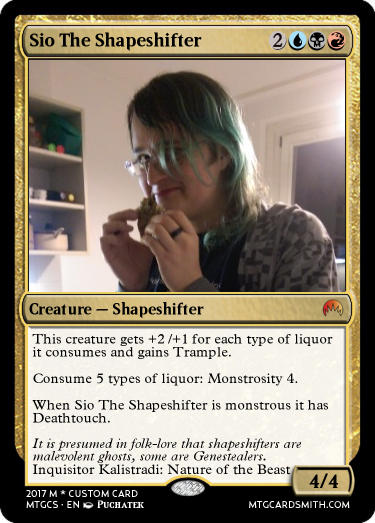 Sio The Shapeshifter 2
Creature — Shapeshifter
This creature gets +2 /+1 for each type of liquor
it consumes and gains Trample.
Consume 5 types of liquor: Monstrosity 4.
When Sio The Shapeshifter is monstrous it has
Deathtouch.
It is presumed in folk-lore that shapeshifters are
malevolent ghosts, some are Genestealers.
Inquisitor Kalistradi: Nature of the Beast
4/4
2017 M * CUSTOM CARD
MTGCS · EN PUCHATEK
MTGCARDSMITH.COM